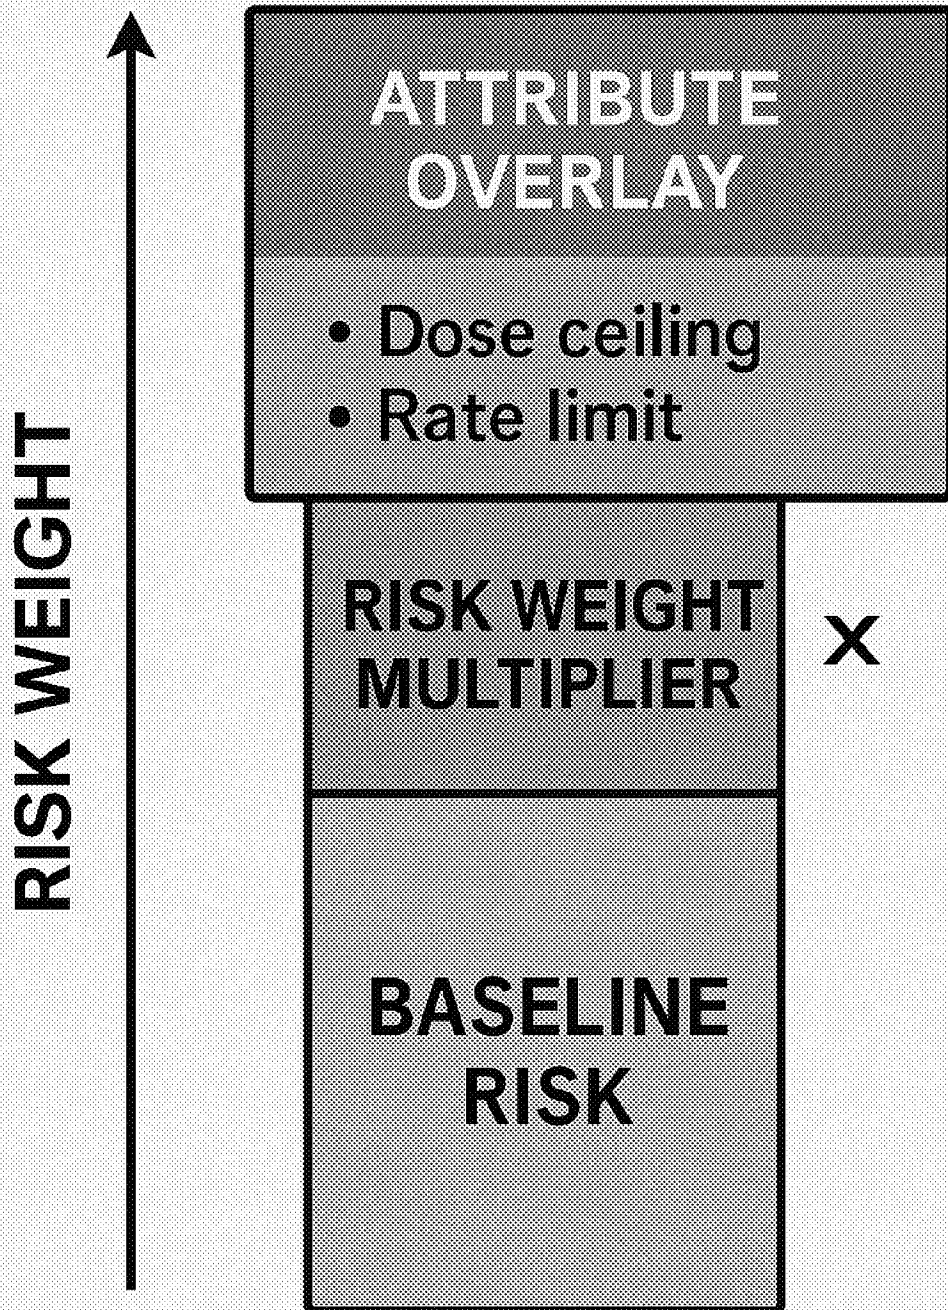 RISK WEIGHT
ATTRIBUTE
OVERLAY
• Dose ceiling
• Rate limit
RISK WEIGHT
MULTIPLIER
X
BASELINE
RISK